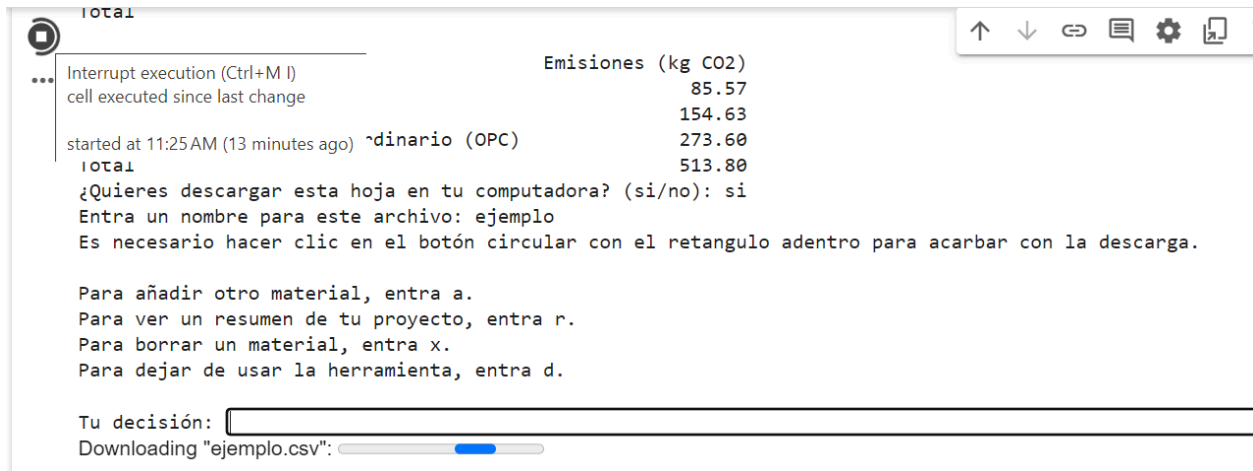 Total
Emisiones (kg CO2)
Interrupt execution (Ctrl+M I)
85.57
cell executed since last change
154.63
started at 11:25 AM (13 minutes ago) dinario (OPC) 273.60
Total 513.80
¿Quieres descargar esta hoja en tu computadora? (si/no): si
Entra un nombre para este archivo: ejemplo
Es necesario hacer clic en el botón circular con el retangulo adentro para acarbar con la descarga.
Para añadir otro material, entra a.
Para ver un resumen de tu proyecto, entra r.
Para borrar un material, entra x.
Para dejar de usar la herramienta, entra d.
Tu decisión:
Downloading "ejemplo.csv":